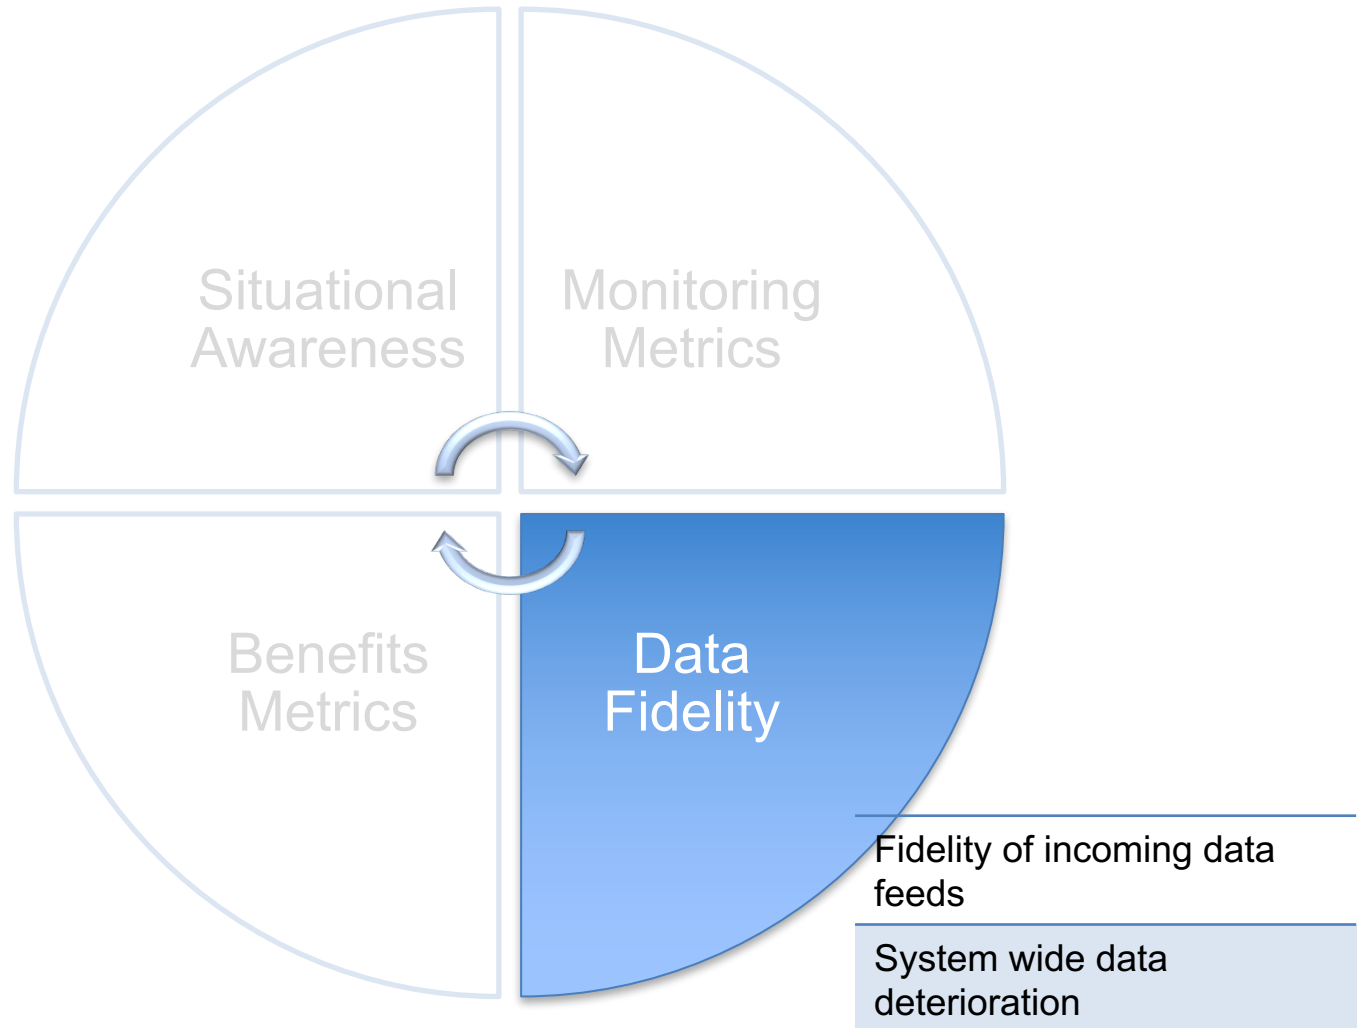 Situational
Awareness
Monitoring
Metrics
Benefits
Metrics
Data
Fidelity
Fidelity of incoming data
feeds
System wide data
deterioration